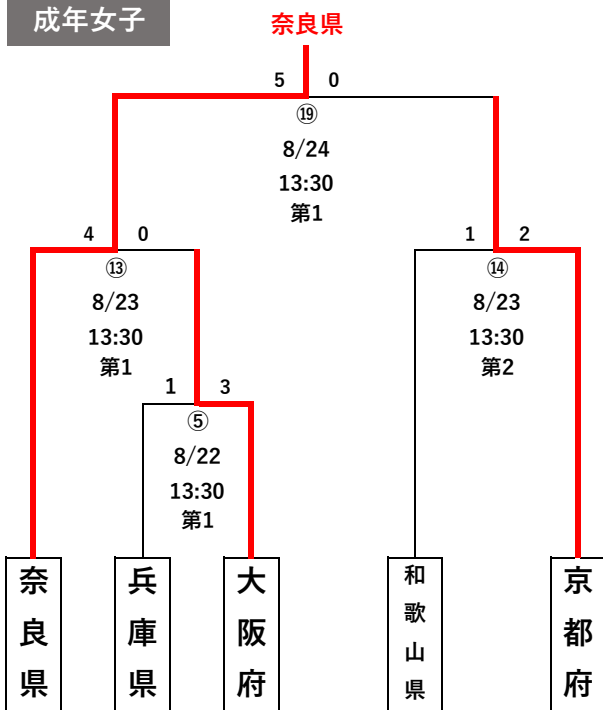 成年女子
奈良県
5 0
⑲
8/24
13:30
第1
4 0
⑬
8/23
13:30
第1
1 2
⑭
8/23
13:30
第2
1 3
⑤
8/22
13:30
第1
奈良県
兵庫県
大阪府
和歌山県
京都府